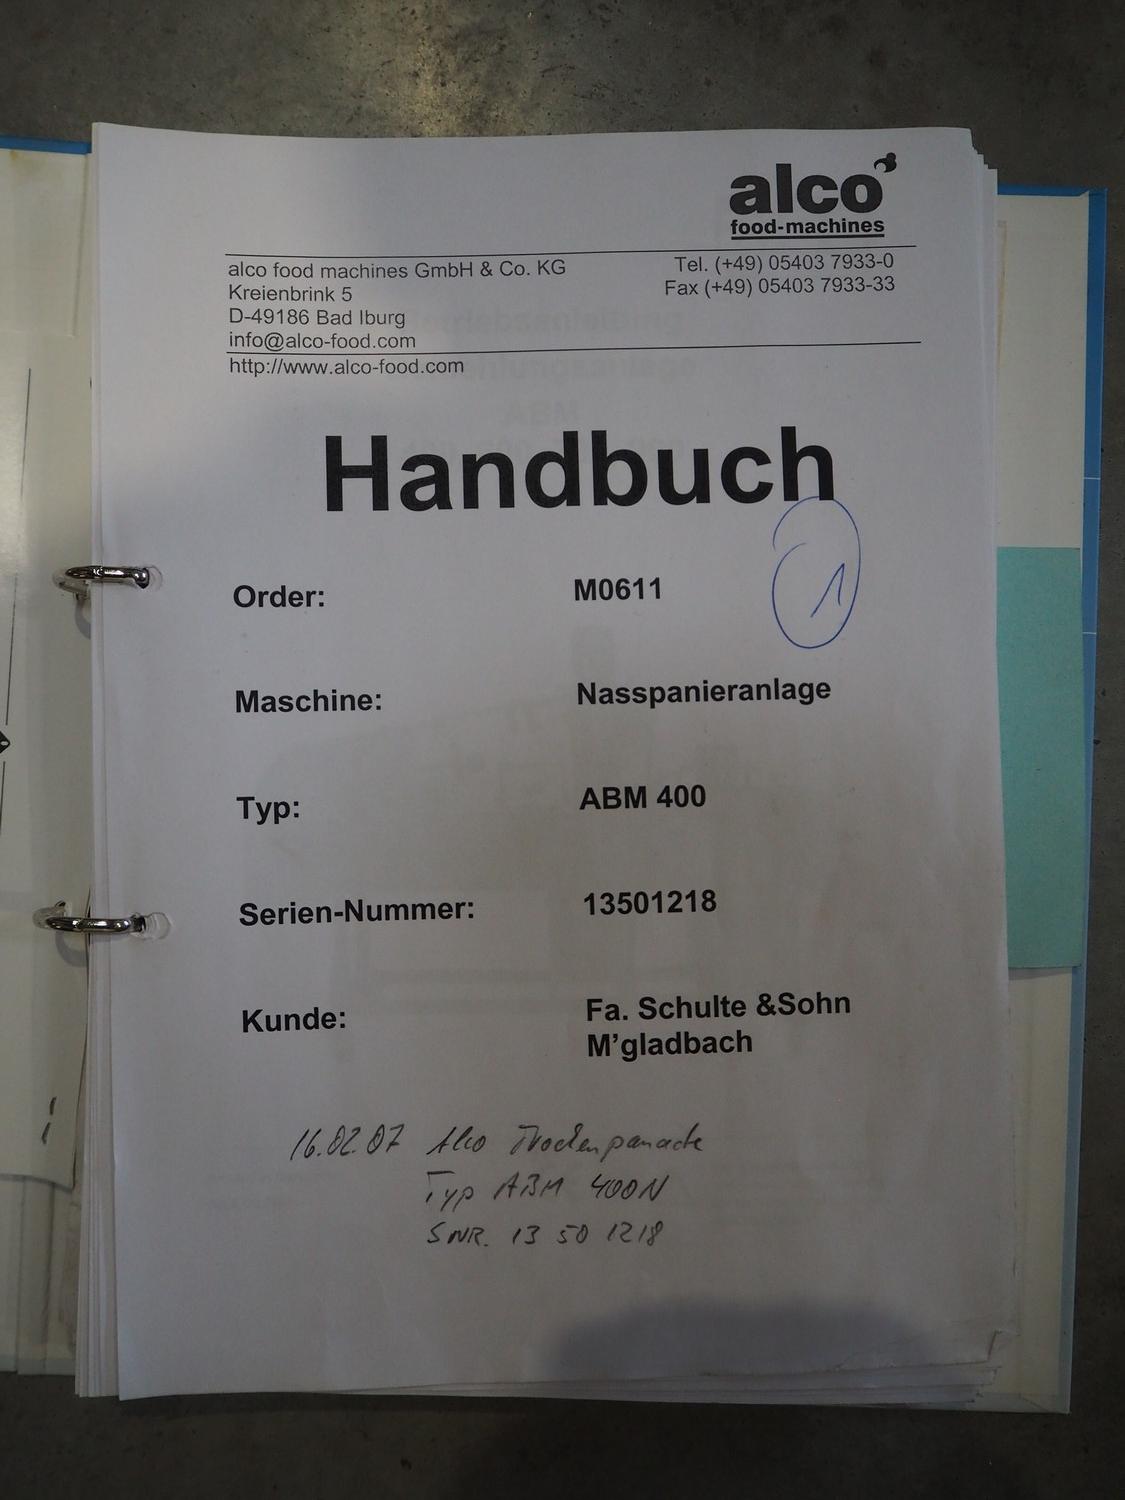 alco
food-machines
alco food machines GmbH & Co. KG
Tel. (+49) 05403 7933-0
Kreienbrink 5
Fax (+49) 05403 7933-33
D-49186 Bad Iburg
info@alco-food.com
http://www.alco-food.com
Handbuch
1
Order: M0611
Maschine: Nasspanieranlage
Typ: ABM 400
Serien-Nummer: 13501218
Kunde: Fa. Schulte &Sohn
M'gladbach
16.02.07 Alco
Typ ABM 400N
SNR. 13 50 1218